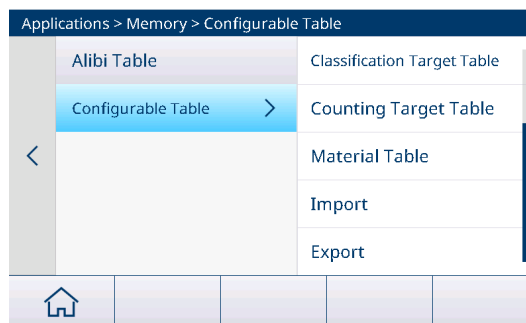 Applications > Memory > Configurable Table
Alibi Table
Configurable Table
Classification Target Table
Counting Target Table
Material Table
Import
Export